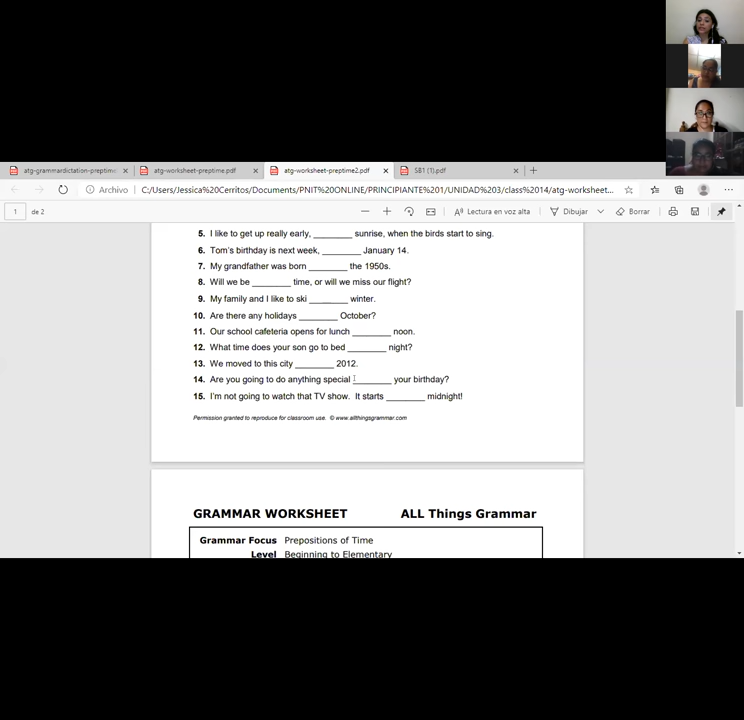 atg-grammardictation-preptime
atg-worksheet-preptime.pdf
atg-worksheet-preptime2.pdf
SB1 (1).pdf
Archivo
C:/Users/Jessica%20Cerritos/Documents/PNIT%20ONLINE/PRINCIPIANTE%201/UNIDAD%203/class%2014/atg-worksheet...
1 de 2
Lectura en voz alta
Dibujar
Borrar
5. I like to get up really early, ________ sunrise, when the birds start to sing.
6. Tom's birthday is next week, ________ January 14.
7. My grandfather was born ________ the 1950s.
8. Will we be ________ time, or will we miss our flight?
9. My family and I like to ski ________ winter.
10. Are there any holidays ________ October?
11. Our school cafeteria opens for lunch ________ noon.
12. What time does your son go to bed ________ night?
13. We moved to this city ________ 2012.
14. Are you going to do anything special ________ your birthday?
15. I'm not going to watch that TV show. It starts ________ midnight!
Permission granted to reproduce for classroom use. © www.allthingsgrammar.com
GRAMMAR WORKSHEET ALL Things Grammar
Grammar Focus Prepositions of Time
Level Beginning to Elementary